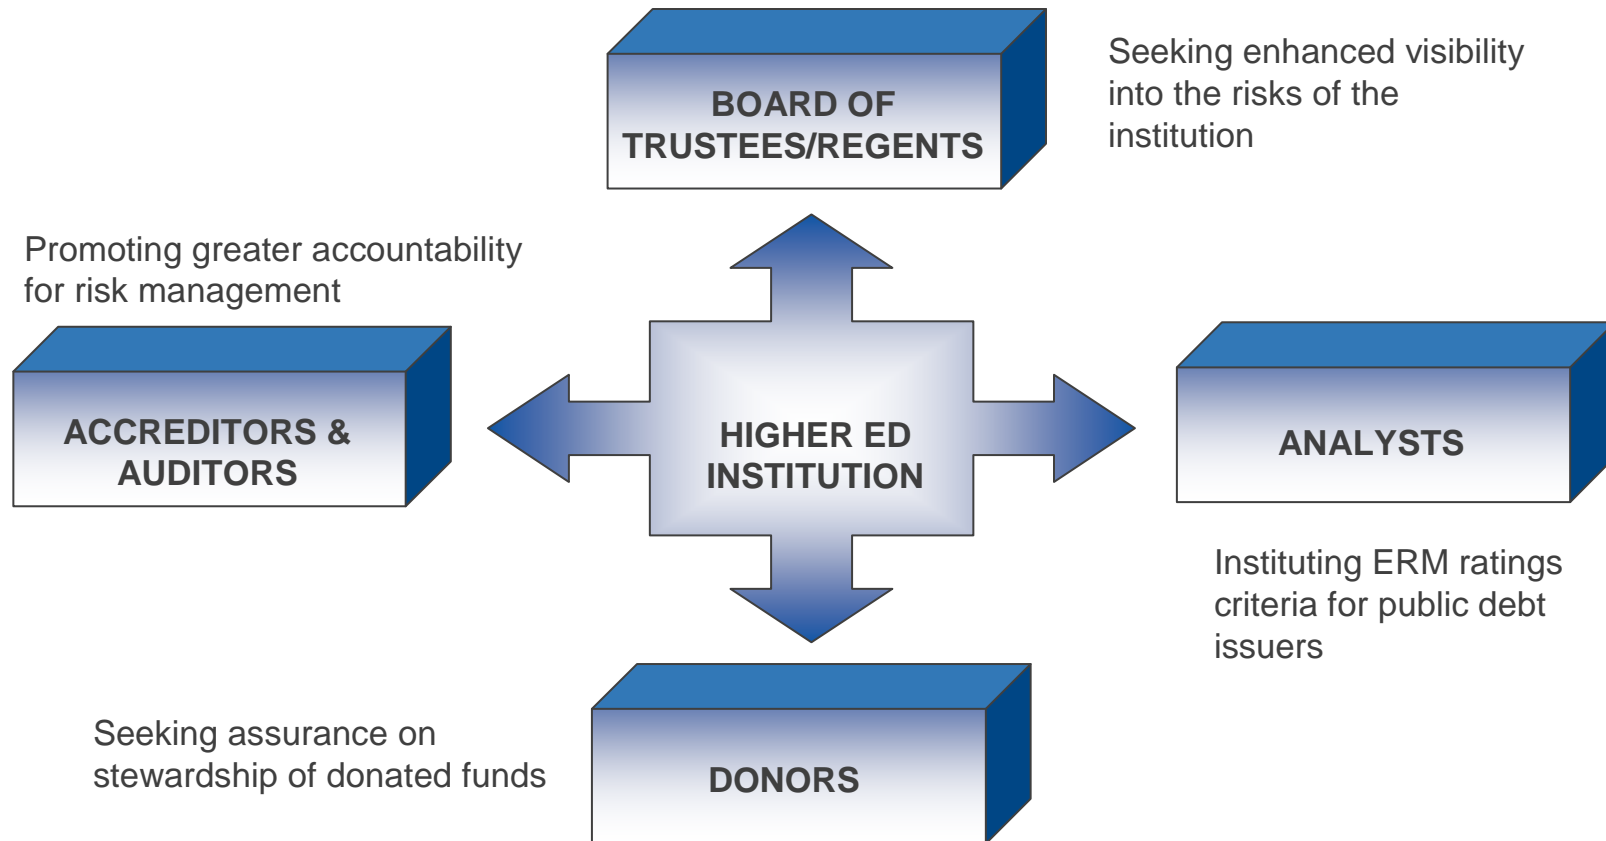 BOARD OF
TRUSTEES/REGENTS
Seeking enhanced visibility
into the risks of the
institution
Promoting greater accountability
for risk management
ACCREDITORS &
AUDITORS
HIGHER ED
INSTITUTION
ANALYSTS
Instituting ERM ratings
criteria for public debt
issuers
Seeking assurance on
stewardship of donated funds
DONORS